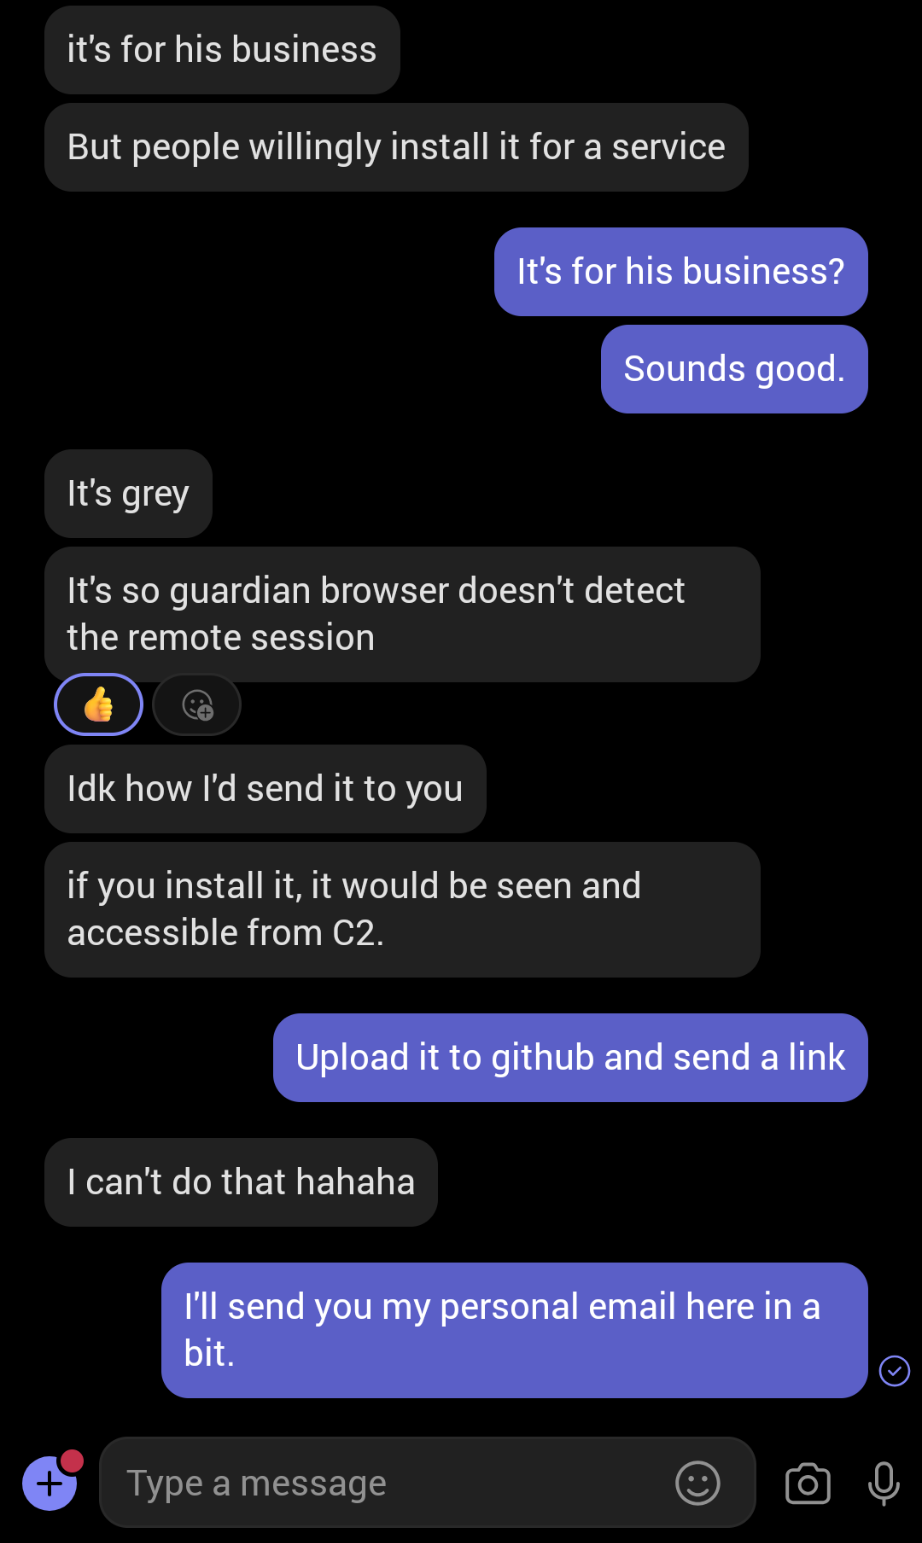 it's for his business
But people willingly install it for a service
It's for his business?
Sounds good.
It's grey
It's so guardian browser doesn't detect
the remote session
Idk how I'd send it to you
if you install it, it would be seen and
accessible from C2.
Upload it to github and send a link
I can't do that hahaha
I'll send you my personal email here in a
bit.
Type a message